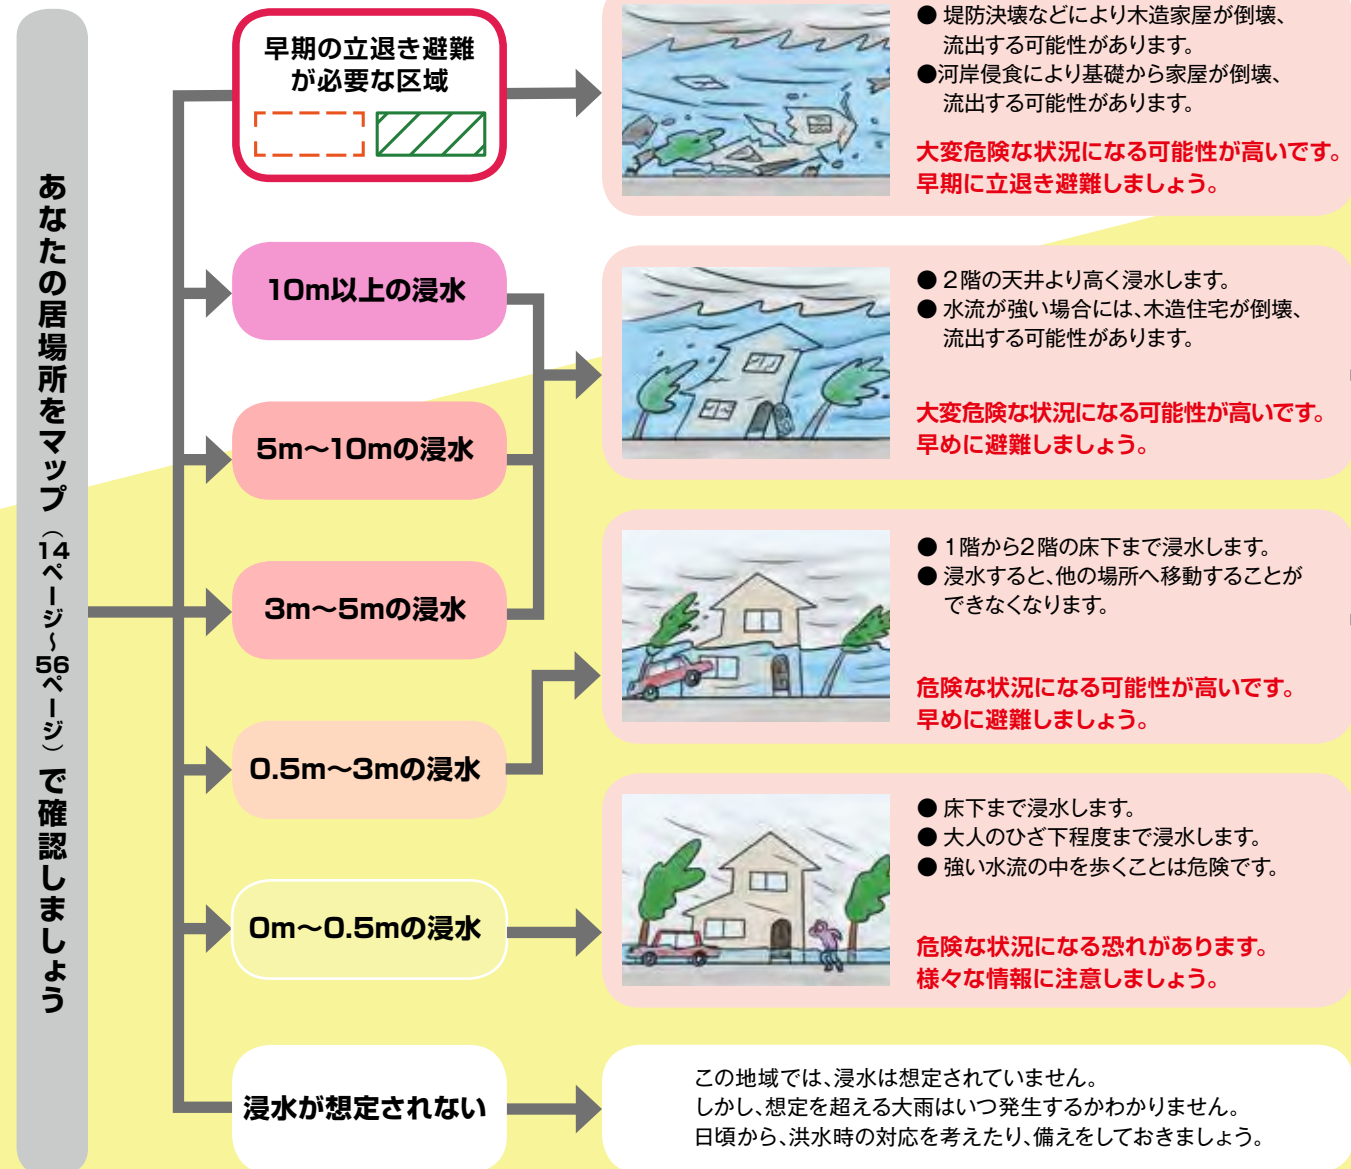 あなたの居場所をマップ（14ページ～56ページ）で確認しましょう
早期の立退き避難
が必要な区域
● 堤防決壊などにより木造家屋が倒壊、
流出する可能性があります。
●河岸侵食により基礎から家屋が倒壊、
流出する可能性があります。
大変危険な状況になる可能性が高いです。
早期に立退き避難しましょう。
10m以上の浸水
5m～10mの浸水
3m～5mの浸水
● 2階の天井より高く浸水します。
● 水流が強い場合には、木造住宅が倒壊、
流出する可能性があります。
大変危険な状況になる可能性が高いです。
早めに避難しましょう。
0.5m～3mの浸水
● 1階から2階の床下まで浸水します。
● 浸水すると、他の場所へ移動することが
できなくなります。
危険な状況になる可能性が高いです。
早めに避難しましょう。
0m～0.5mの浸水
● 床下まで浸水します。
● 大人のひざ下程度まで浸水します。
● 強い水流の中を歩くことは危険です。
危険な状況になる恐れがあります。
様々な情報に注意しましょう。
浸水が想定されない
この地域では、浸水は想定されていません。
しかし、想定を超える大雨はいつ発生するかわかりません。
日頃から、洪水時の対応を考えたり、備えをしておきましょう。